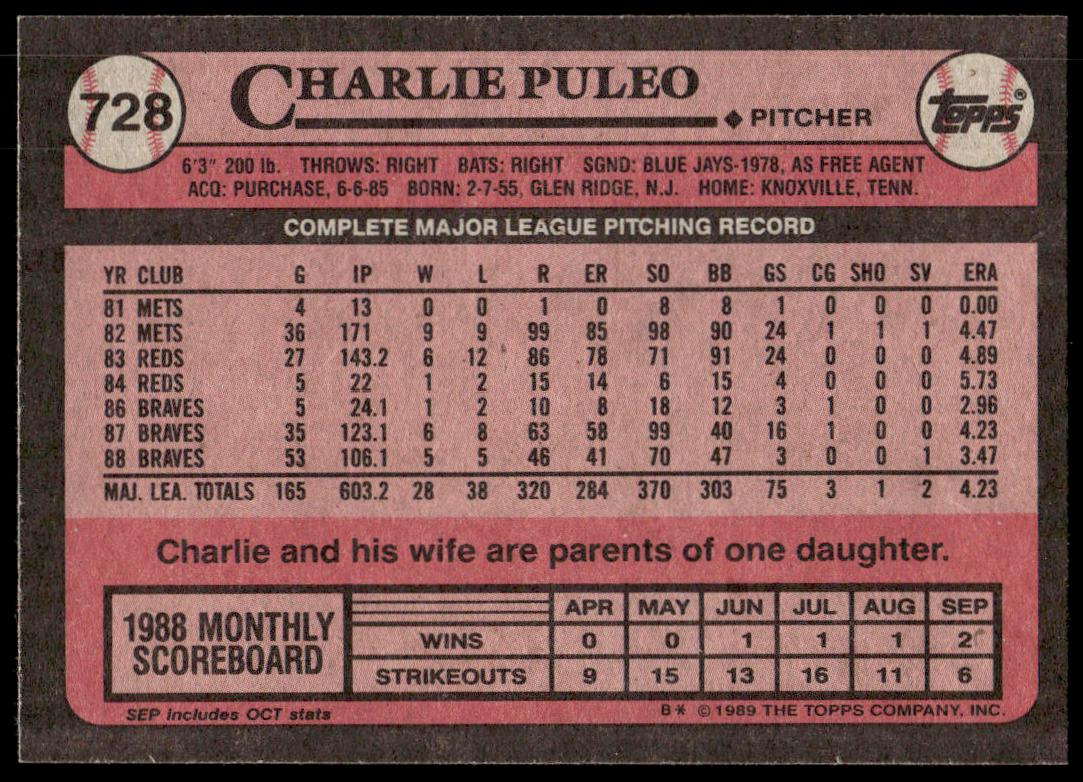 728
CHARLIE PULEO
◆ PITCHER
TOPPS®
6'3" 200 lb. THROWS: RIGHT BATS: RIGHT SGND: BLUE JAYS-1978, AS FREE AGENT
ACQ: PURCHASE, 6-6-85 BORN: 2-7-55, GLEN RIDGE, N.J. HOME: KNOXVILLE, TENN.
COMPLETE MAJOR LEAGUE PITCHING RECORD
YR CLUB G IP W L R ER SO BB GS CG SHO SV ERA
81 METS 4 13 0 0 1 0 8 8 1 0 0 0 0.00
82 METS 36 171 9 9 99 85 98 90 24 1 1 1 4.47
83 REDS 27 143.2 6 12 86 78 71 91 24 0 0 0 4.89
84 REDS 5 22 1 2 15 14 6 15 4 0 0 0 5.73
86 BRAVES 5 24.1 1 2 10 8 18 12 3 1 0 0 2.96
87 BRAVES 35 123.1 6 8 63 58 99 40 16 1 0 0 4.23
88 BRAVES 53 106.1 5 5 46 41 70 47 3 0 0 1 3.47
MAJ. LEA. TOTALS 165 603.2 28 38 320 284 370 303 75 3 1 2 4.23
Charlie and his wife are parents of one daughter.
1988 MONTHLY
SCOREBOARD
APR MAY JUN JUL AUG SEP
WINS 0 0 1 1 1 2
STRIKEOUTS 9 15 13 16 11 6
SEP includes OCT stats
B* © 1989 THE TOPPS COMPANY, INC.